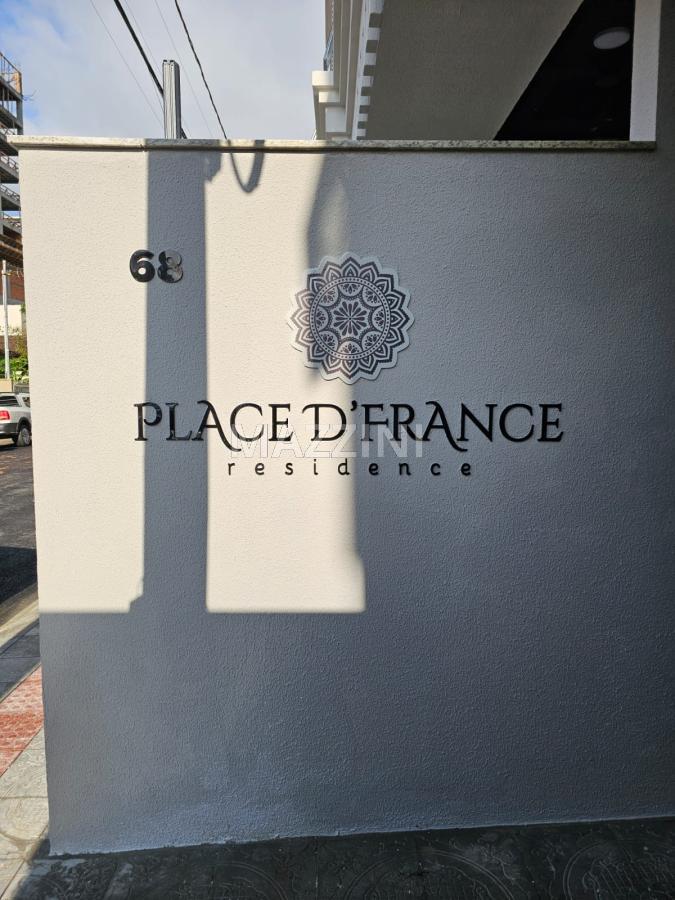 68
PLACE D'FRANCE
MAZZINI
residence